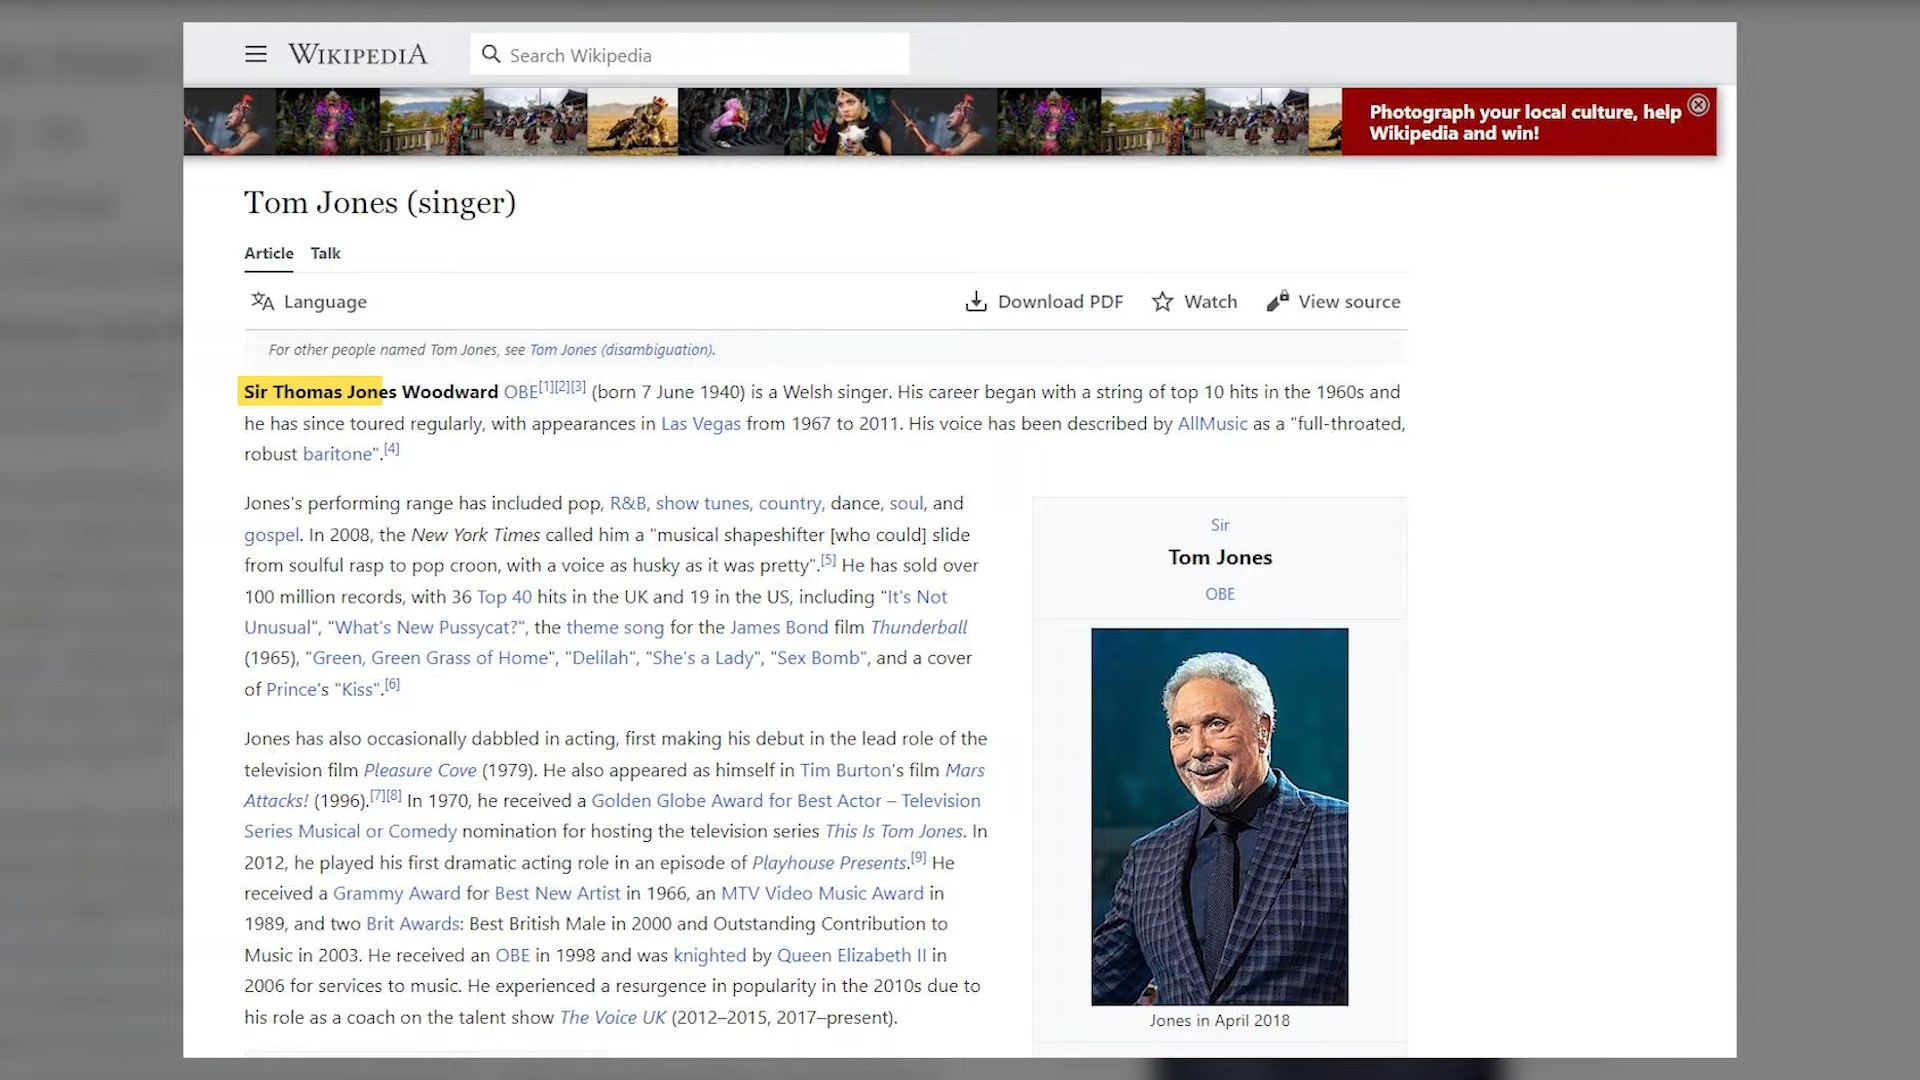 WIKIPEDIA
Search Wikipedia
Photograph your local culture, help
Wikipedia and win!
Tom Jones (singer)
Article Talk
Language
Download PDF Watch View source
For other people named Tom Jones, see Tom Jones (disambiguation).
Sir Thomas Jones Woodward OBE[1][2][3] (born 7 June 1940) is a Welsh singer. His career began with a string of top 10 hits in the 1960s and
he has since toured regularly, with appearances in Las Vegas from 1967 to 2011. His voice has been described by AllMusic as a "full-throated,
robust baritone".[4]
Jones's performing range has included pop, R&B, show tunes, country, dance, soul, and
gospel. In 2008, the New York Times called him a "musical shapeshifter [who could] slide
from soulful rasp to pop croon, with a voice as husky as it was pretty".[5] He has sold over
100 million records, with 36 Top 40 hits in the UK and 19 in the US, including "It's Not
Unusual", "What's New Pussycat?", the theme song for the James Bond film Thunderball
(1965), "Green, Green Grass of Home", "Delilah", "She's a Lady", "Sex Bomb", and a cover
of Prince's "Kiss".[6]
Jones has also occasionally dabbled in acting, first making his debut in the lead role of the
television film Pleasure Cove (1979). He also appeared as himself in Tim Burton's film Mars
Attacks! (1996).[7][8] In 1970, he received a Golden Globe Award for Best Actor – Television
Series Musical or Comedy nomination for hosting the television series This Is Tom Jones. In
2012, he played his first dramatic acting role in an episode of Playhouse Presents.[9] He
received a Grammy Award for Best New Artist in 1966, an MTV Video Music Award in
1989, and two Brit Awards: Best British Male in 2000 and Outstanding Contribution to
Music in 2003. He received an OBE in 1998 and was knighted by Queen Elizabeth II in
2006 for services to music. He experienced a resurgence in popularity in the 2010s due to
his role as a coach on the talent show The Voice UK (2012–2015, 2017–present).
Sir
Tom Jones
OBE
Jones in April 2018